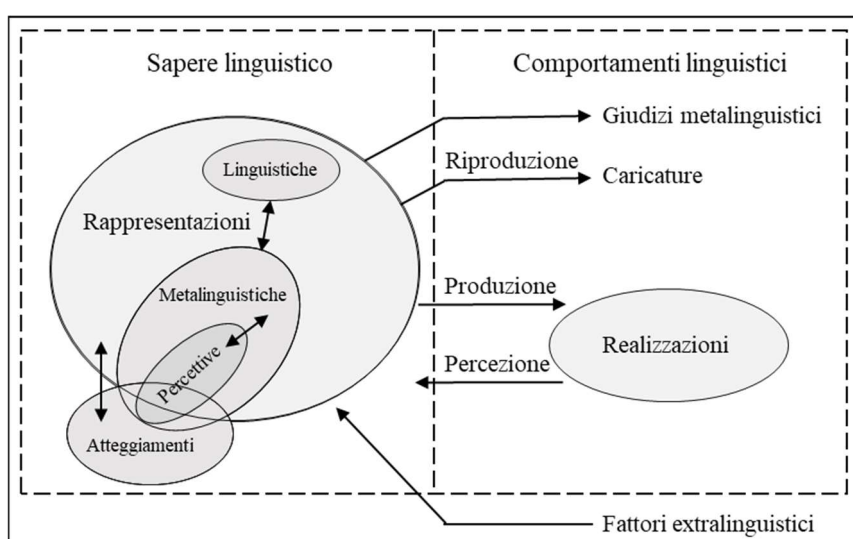 Sapere linguistico
Comportamenti linguistici
Giudizi metalinguistici
Linguistiche
Riproduzione
Caricature
Rappresentazioni
Metalinguistiche
Produzione
Realizzazioni
Percettive
Percezione
Atteggiamenti
Fattori extralinguistici